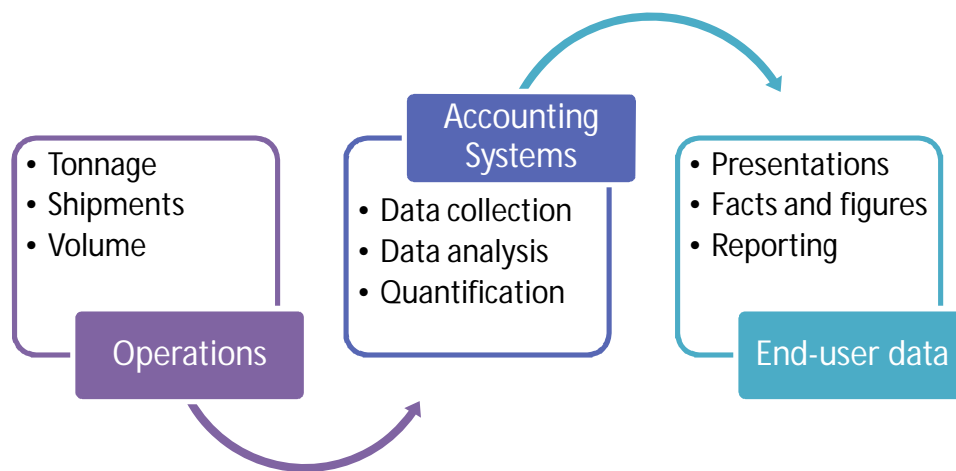 • Tonnage
• Shipments
• Volume
Operations
Accounting
Systems
• Data collection
• Data analysis
• Quantification
• Presentations
• Facts and figures
• Reporting
End-user data